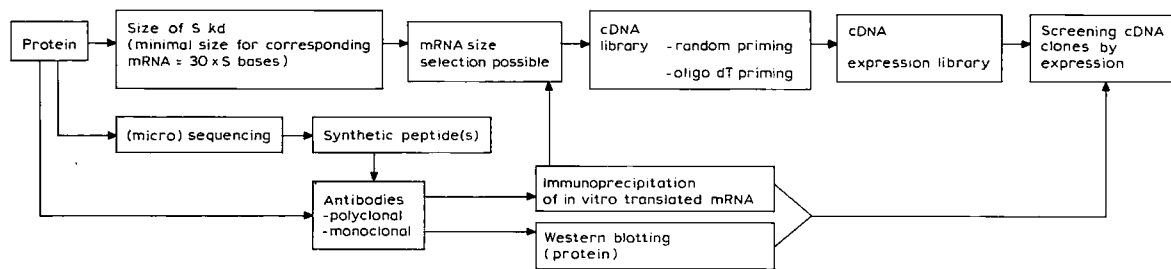 Protein
Size of S kd
(minimal size for corresponding
mRNA = 30 × S bases)
mRNA size
selection possible
cDNA
library - random priming
- oligo dT priming
cDNA
expression library
Screening cDNA
clones by
expression
(micro) sequencing
Synthetic peptide(s)
Antibodies
-polyclonal
-monoclonal
Immunoprecipitation
of in vitro translated mRNA
Western blotting
(protein)